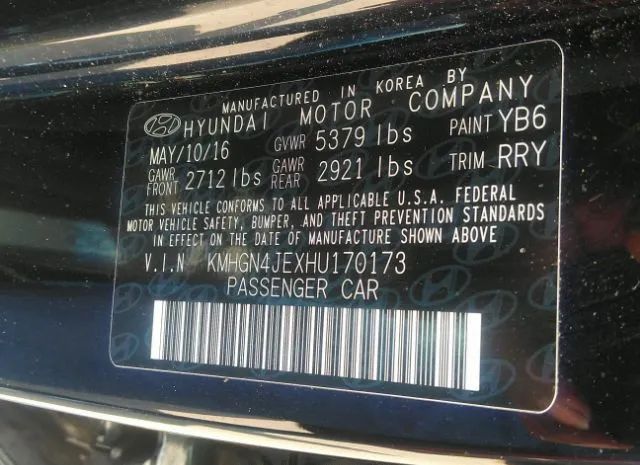 MANUFACTURED IN KOREA BY
HYUNDAI MOTOR COMPANY
MAY/10/16 GVWR 5379 lbs PAINT YB6
GAWR FRONT 2712 lbs GAWR REAR 2921 lbs TRIM RRY
THIS VEHICLE CONFORMS TO ALL APPLICABLE U.S.A. FEDERAL
MOTOR VEHICLE SAFETY, BUMPER, AND THEFT PREVENTION STANDARDS
IN EFFECT ON THE DATE OF MANUFACTURE SHOWN ABOVE
V.I.N KMHGN4JEXHU170173
PASSENGER CAR